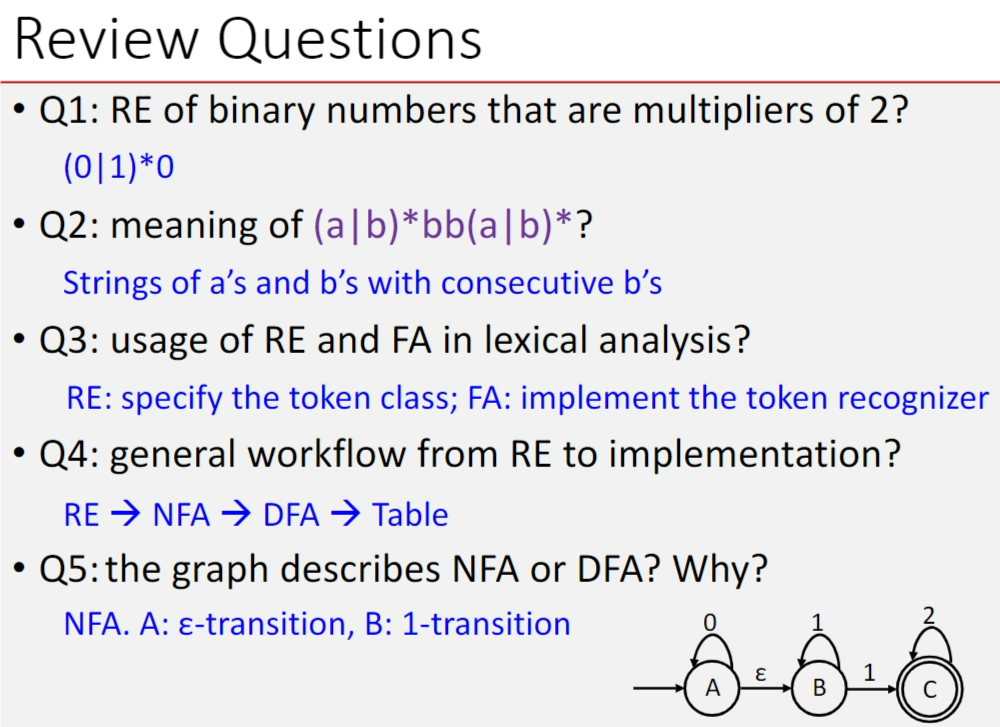 Review Questions
• Q1: RE of binary numbers that are multipliers of 2?
(0|1)*0
• Q2: meaning of (a|b)*bb(a|b)*?
Strings of a’s and b’s with consecutive b’s
• Q3: usage of RE and FA in lexical analysis?
RE: specify the token class; FA: implement the token recognizer
• Q4: general workflow from RE to implementation?
RE → NFA → DFA → Table
• Q5: the graph describes NFA or DFA? Why?
NFA. A: ε-transition, B: 1-transition
0 1 2
A ε B 1 C